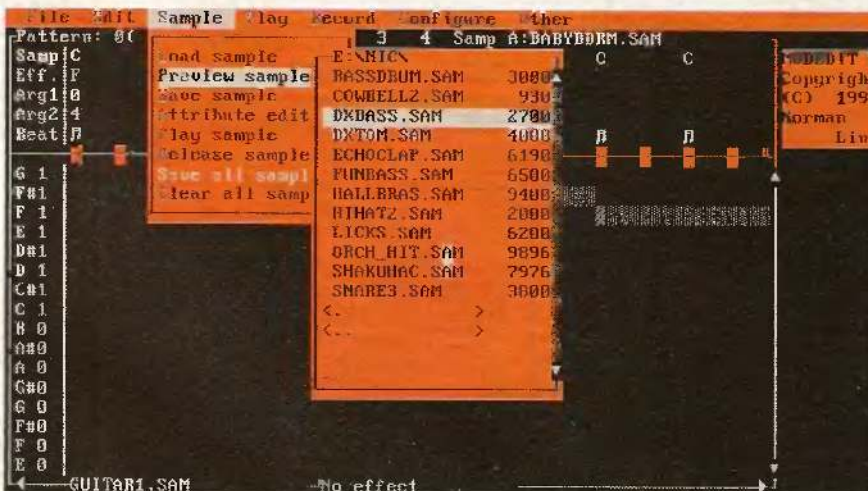 File Edit Sample Play Record Configure Other
Pattern: 0( 3 4 Samp A:BABYBDRM.SAM
Samp C
Eff. F
Arg1 0
Arg2 4
Beat
C C
MODEDIT
Copyrigh
(C) 199
Norman
Lin
Load sample
Preview sample
Save sample
Attribute edit
Play sample
Release sample
Save all sampl
Clear all samp
E:\NIC\
BASSDRUM.SAM 3080
COWBELL2.SAM 930
DXBASS.SAM 2700
DXTOM.SAM 4000
ECHOCLAP.SAM 6190
FUNBASS.SAM 6500
HALLBRAS.SAM 9400
HIHAT2.SAM 2000
LICKS.SAM 6200
ORCH_HIT.SAM 9896
SHAKUHAC.SAM 7976
SNARE3.SAM 3800
<. >
<.. >
G 1
F#1
F 1
E 1
D#1
D 1
C#1
C 1
B 0
A#0
A 0
G#0
G 0
F#0
F 0
E 0
GUITAR1.SAM No effect